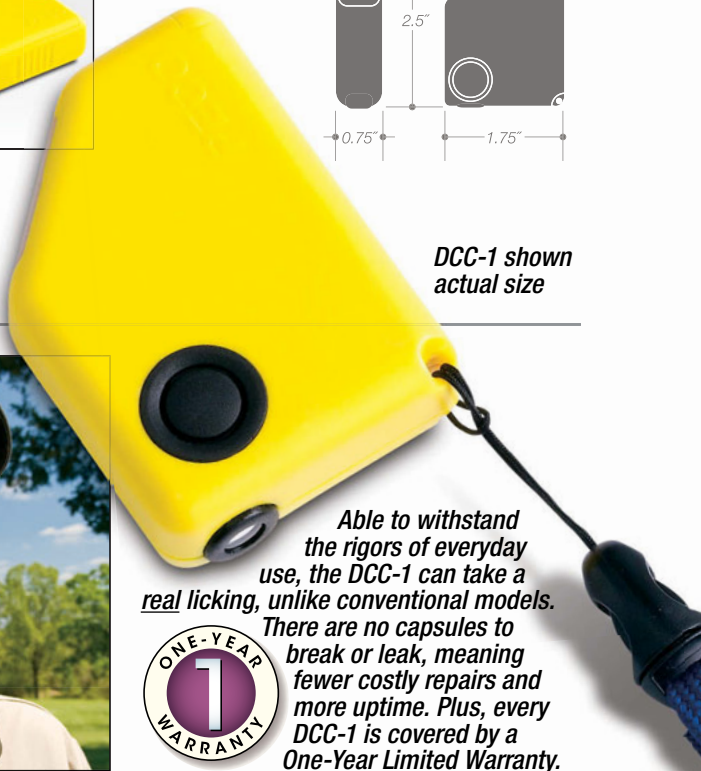 2.5″
0.75″
1.75″
DCC-1 shown
actual size
Able to withstand
the rigors of everyday
use, the DCC-1 can take a
real licking, unlike conventional models.
There are no capsules to
break or leak, meaning
fewer costly repairs and
more uptime. Plus, every
DCC-1 is covered by a
One-Year Limited Warranty.
ONE-YEAR
1
WARRANTY